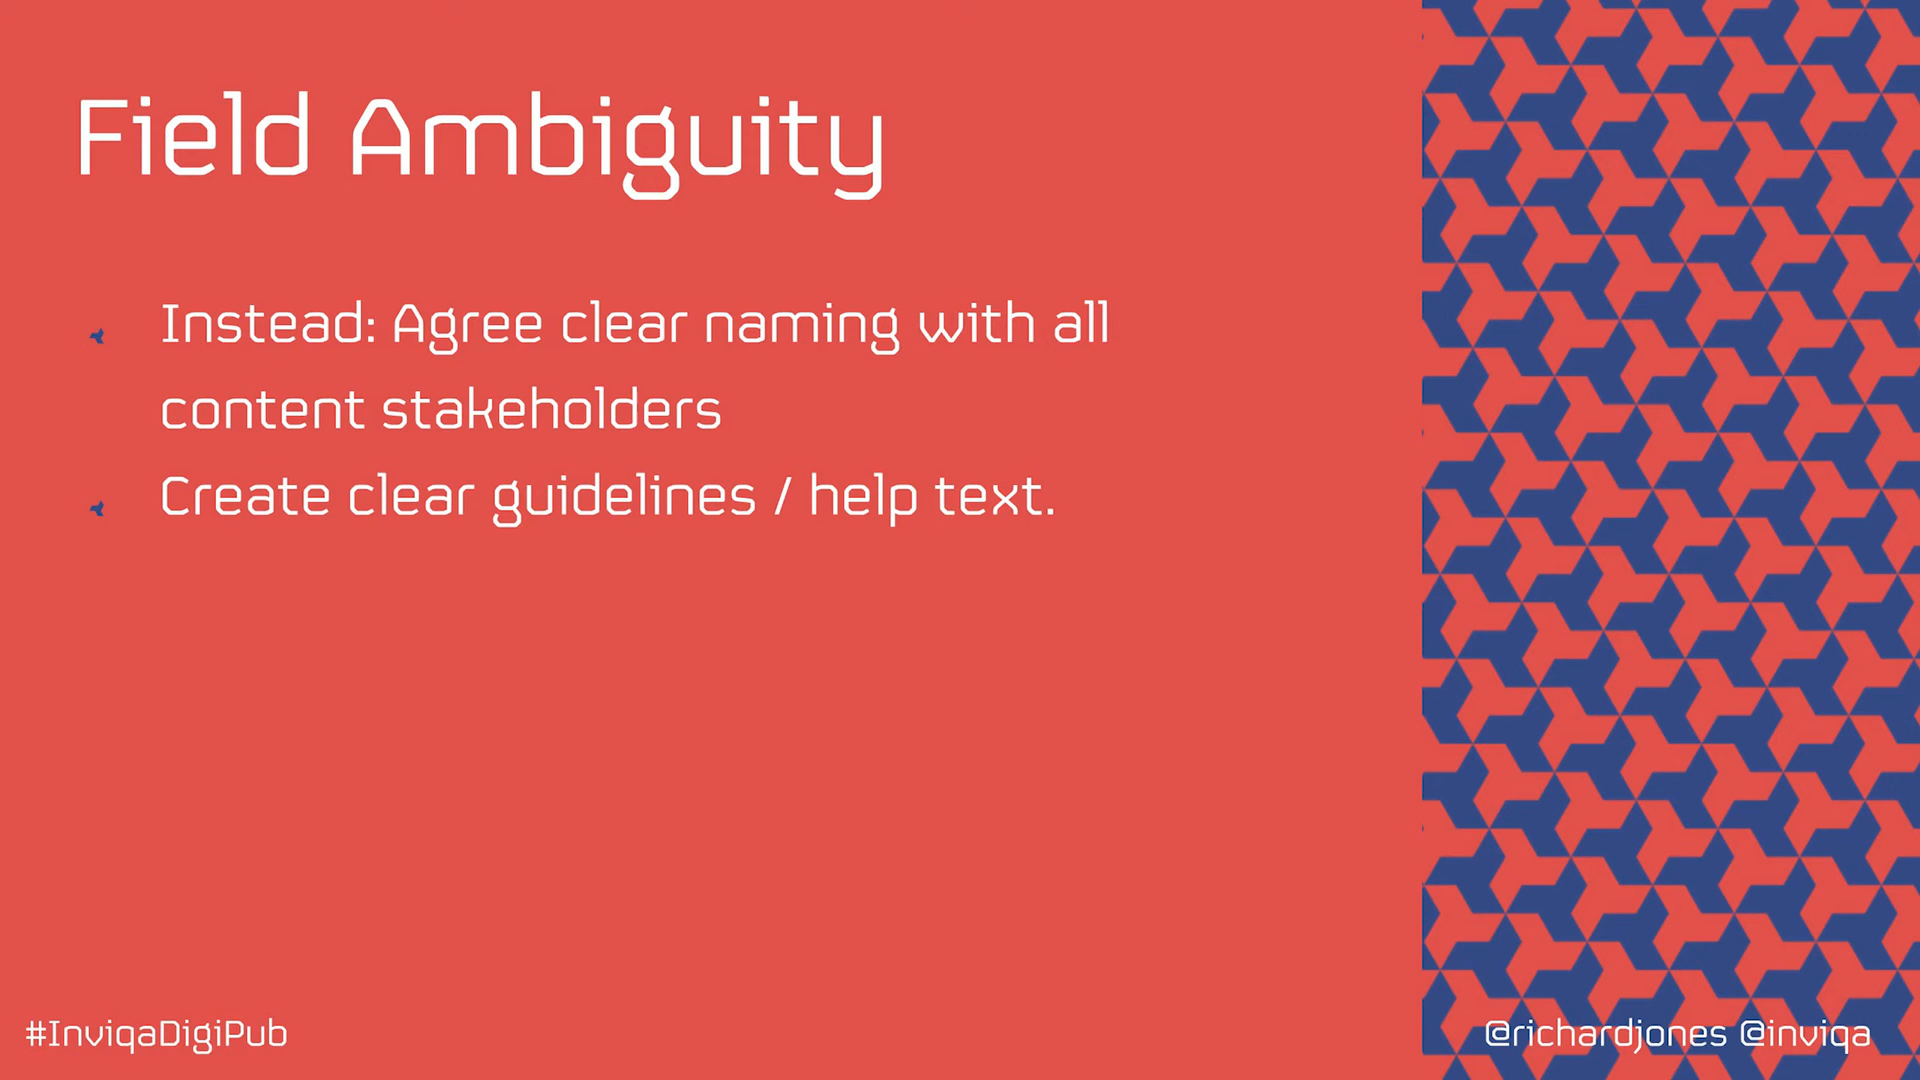 Field Ambiguity
Instead: Agree clear naming with all
content stakeholders
Create clear guidelines / help text.
#InviqaDigiPub
@richardjones @inviqa